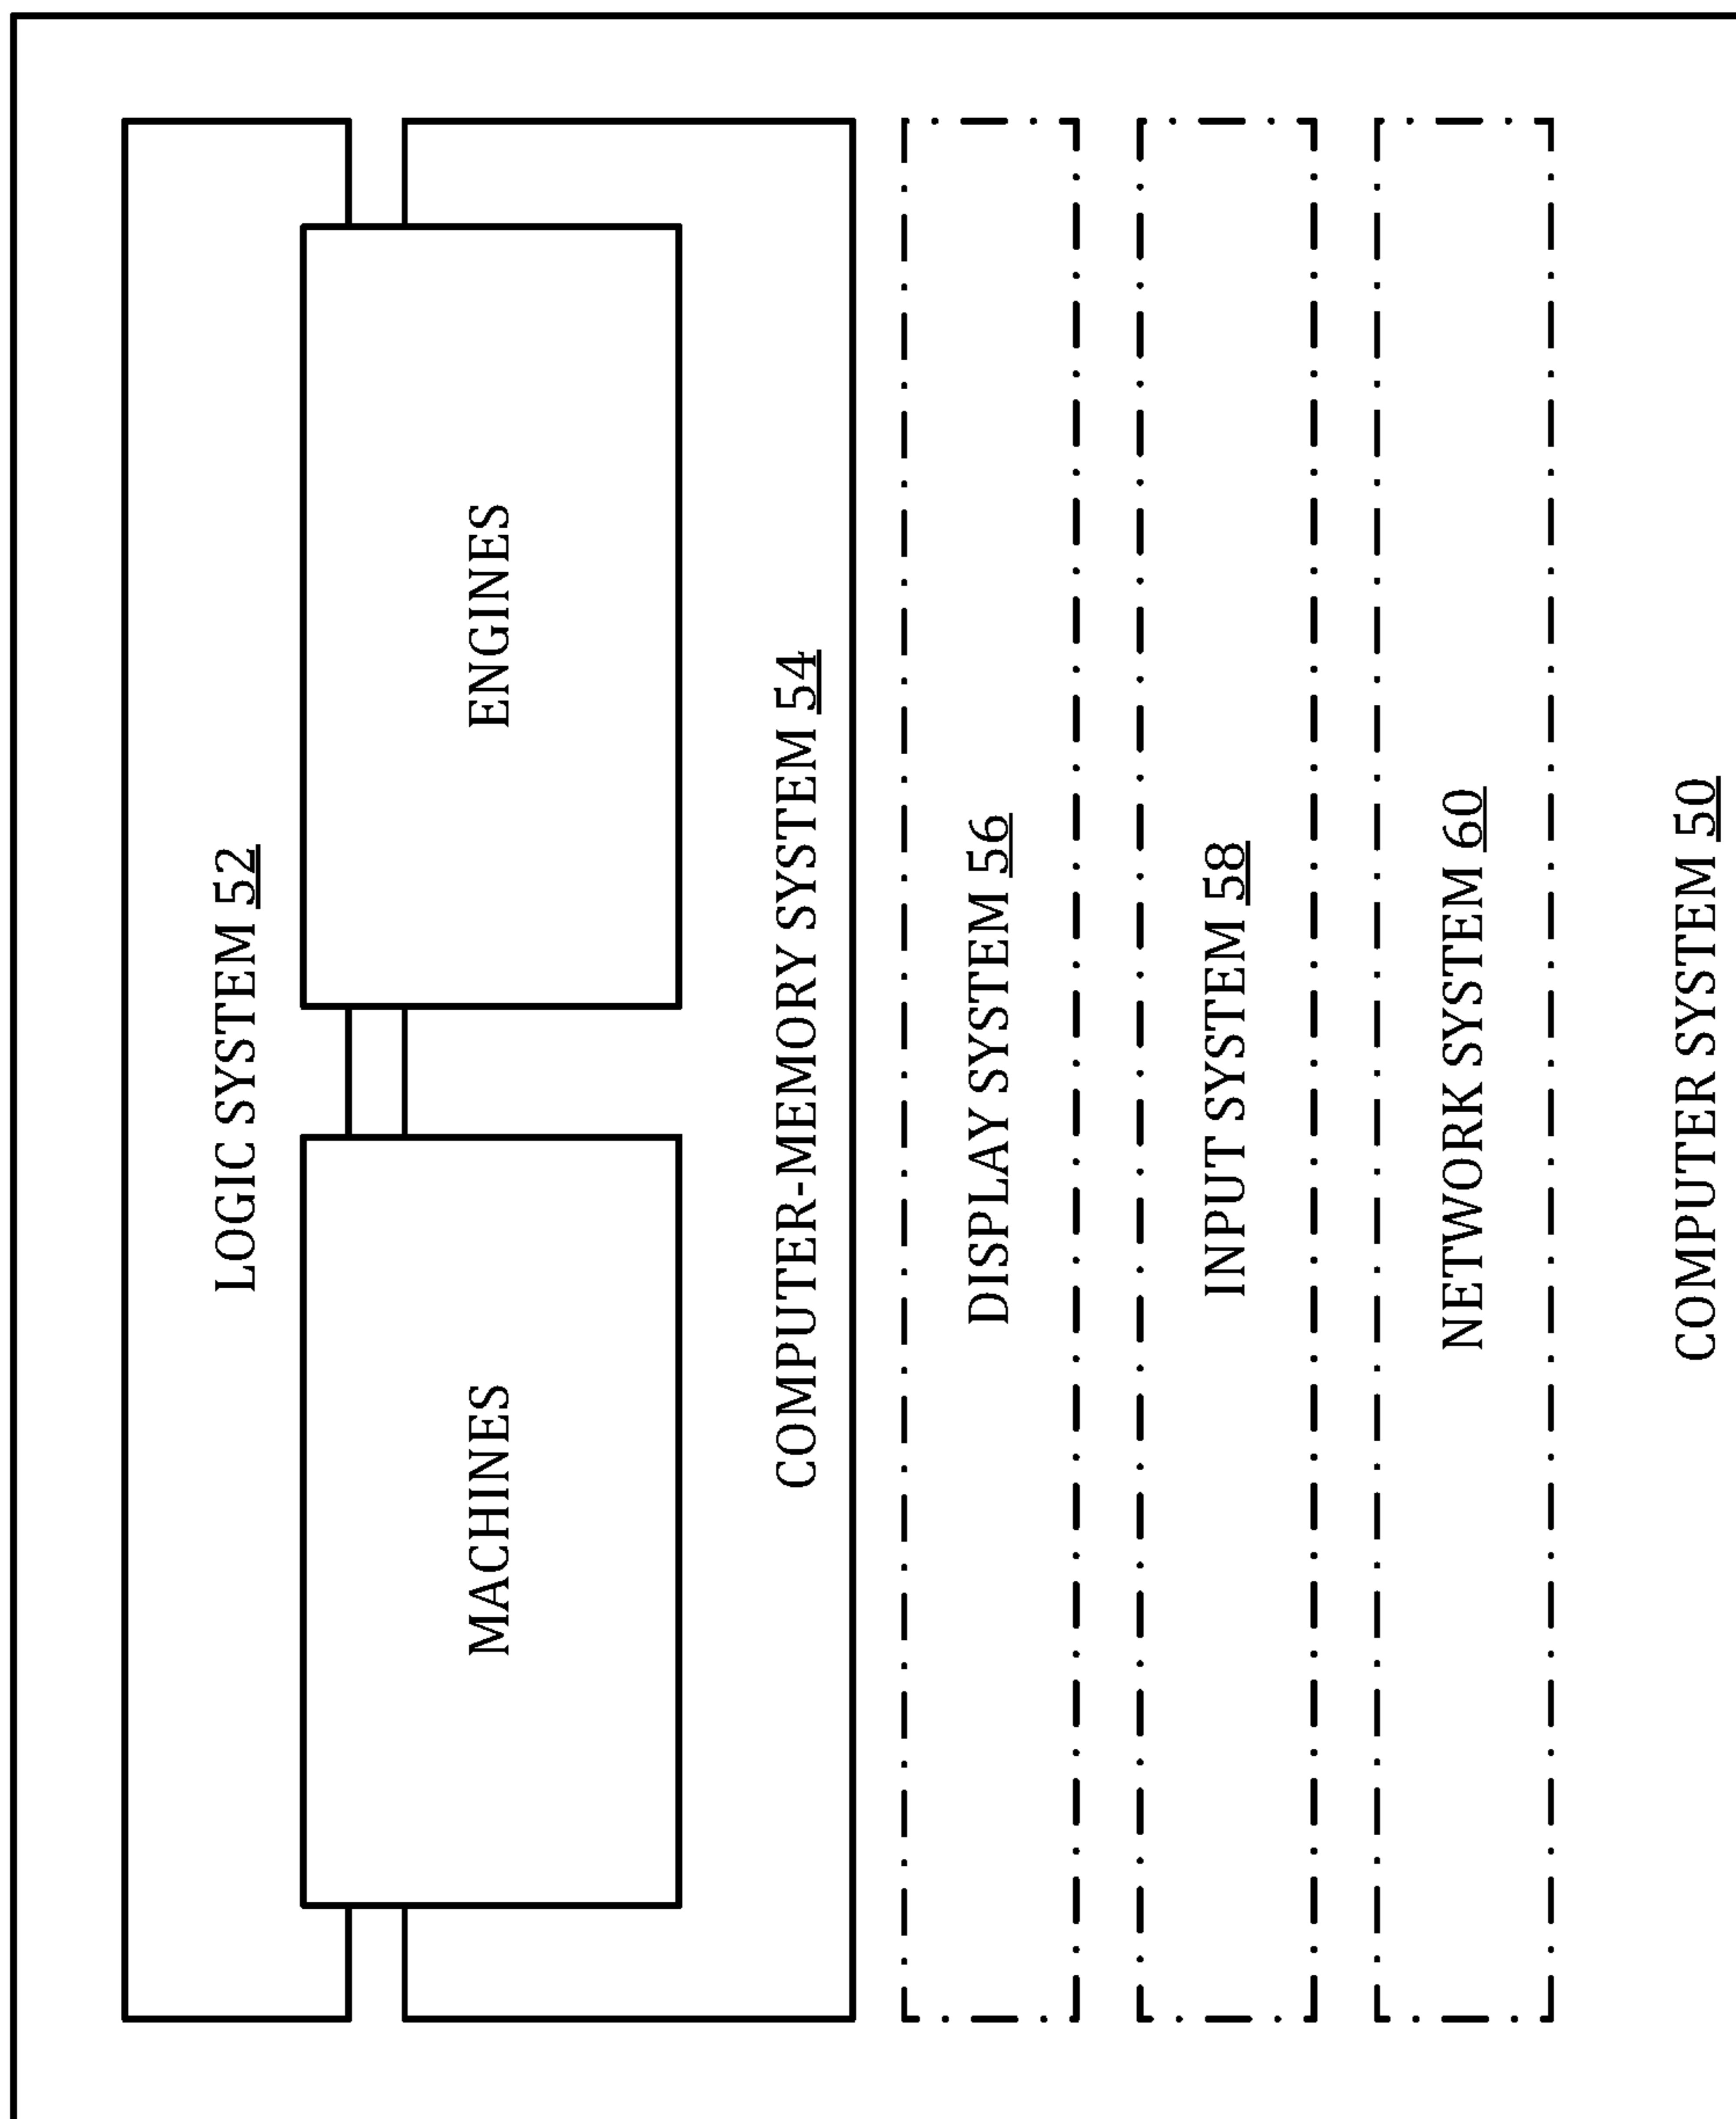 LOGIC SYSTEM 52
MACHINES
ENGINES
COMPUTER-MEMORY SYSTEM 54
DISPLAY SYSTEM 56
INPUT SYSTEM 58
NETWORK SYSTEM 60
COMPUTER SYSTEM 50